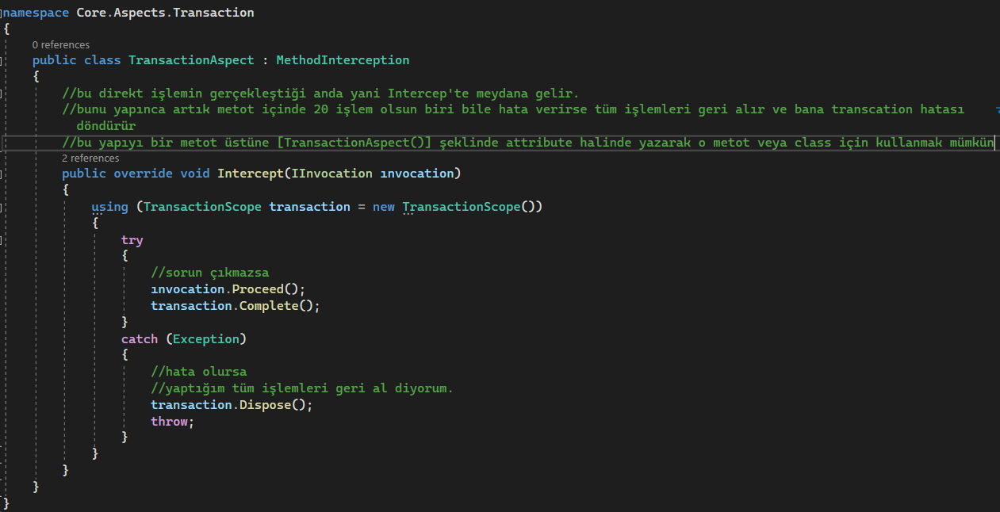 namespace Core.Aspects.Transaction
{
0 references
public class TransactionAspect : MethodInterception
{
//bu direkt işlemin gerçekleştiği anda yani Intercep'te meydana gelir.
//bunu yapınca artık metot içinde 20 işlem olsun biri bile hata verirse tüm işlemleri geri alır ve bana transcation hatası
döndürür
//bu yapıyı bir metot üstüne [TransactionAspect()] şeklinde attribute halinde yazarak o metot veya class için kullanmak mümkün
2 references
public override void Intercept(IInvocation ınvocation)
{
using (TransactionScope transaction = new TransactionScope())
{
try
{
//sorun çıkmazsa
ınvocation.Proceed();
transaction.Complete();
}
catch (Exception)
{
//hata olursa
//yaptığım tüm işlemleri geri al diyorum.
transaction.Dispose();
throw;
}
}
}
}
}